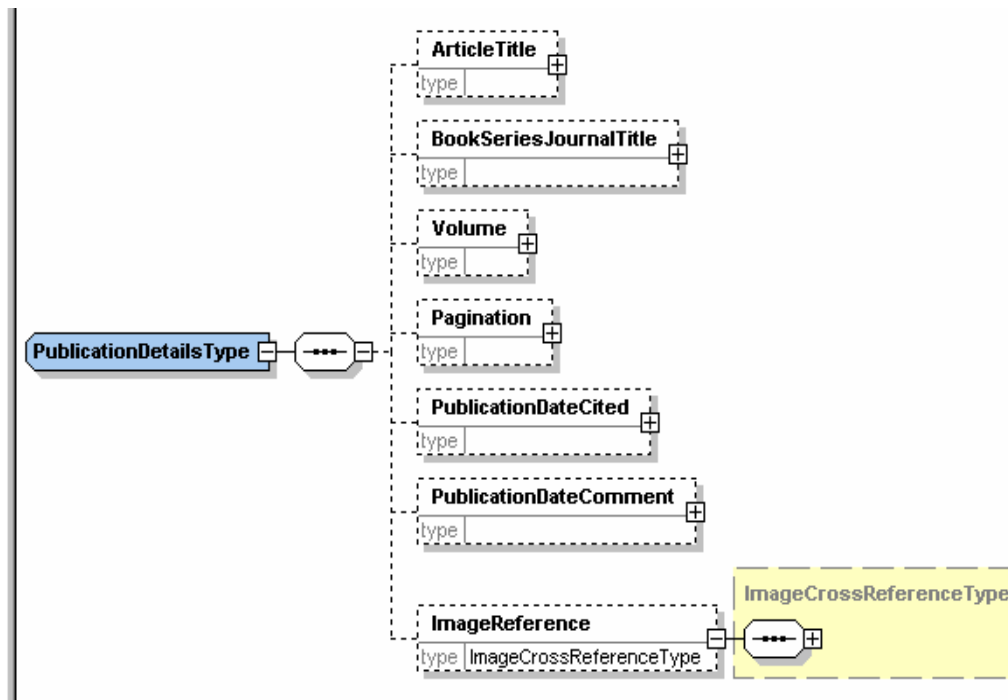 ArticleTitle
type
BookSeriesJournalTitle
type
Volume
type
Pagination
type
PublicationDetailsType
PublicationDateCited
type
PublicationDateComment
type
ImageCrossReferenceType
ImageReference
type ImageCrossReferenceType